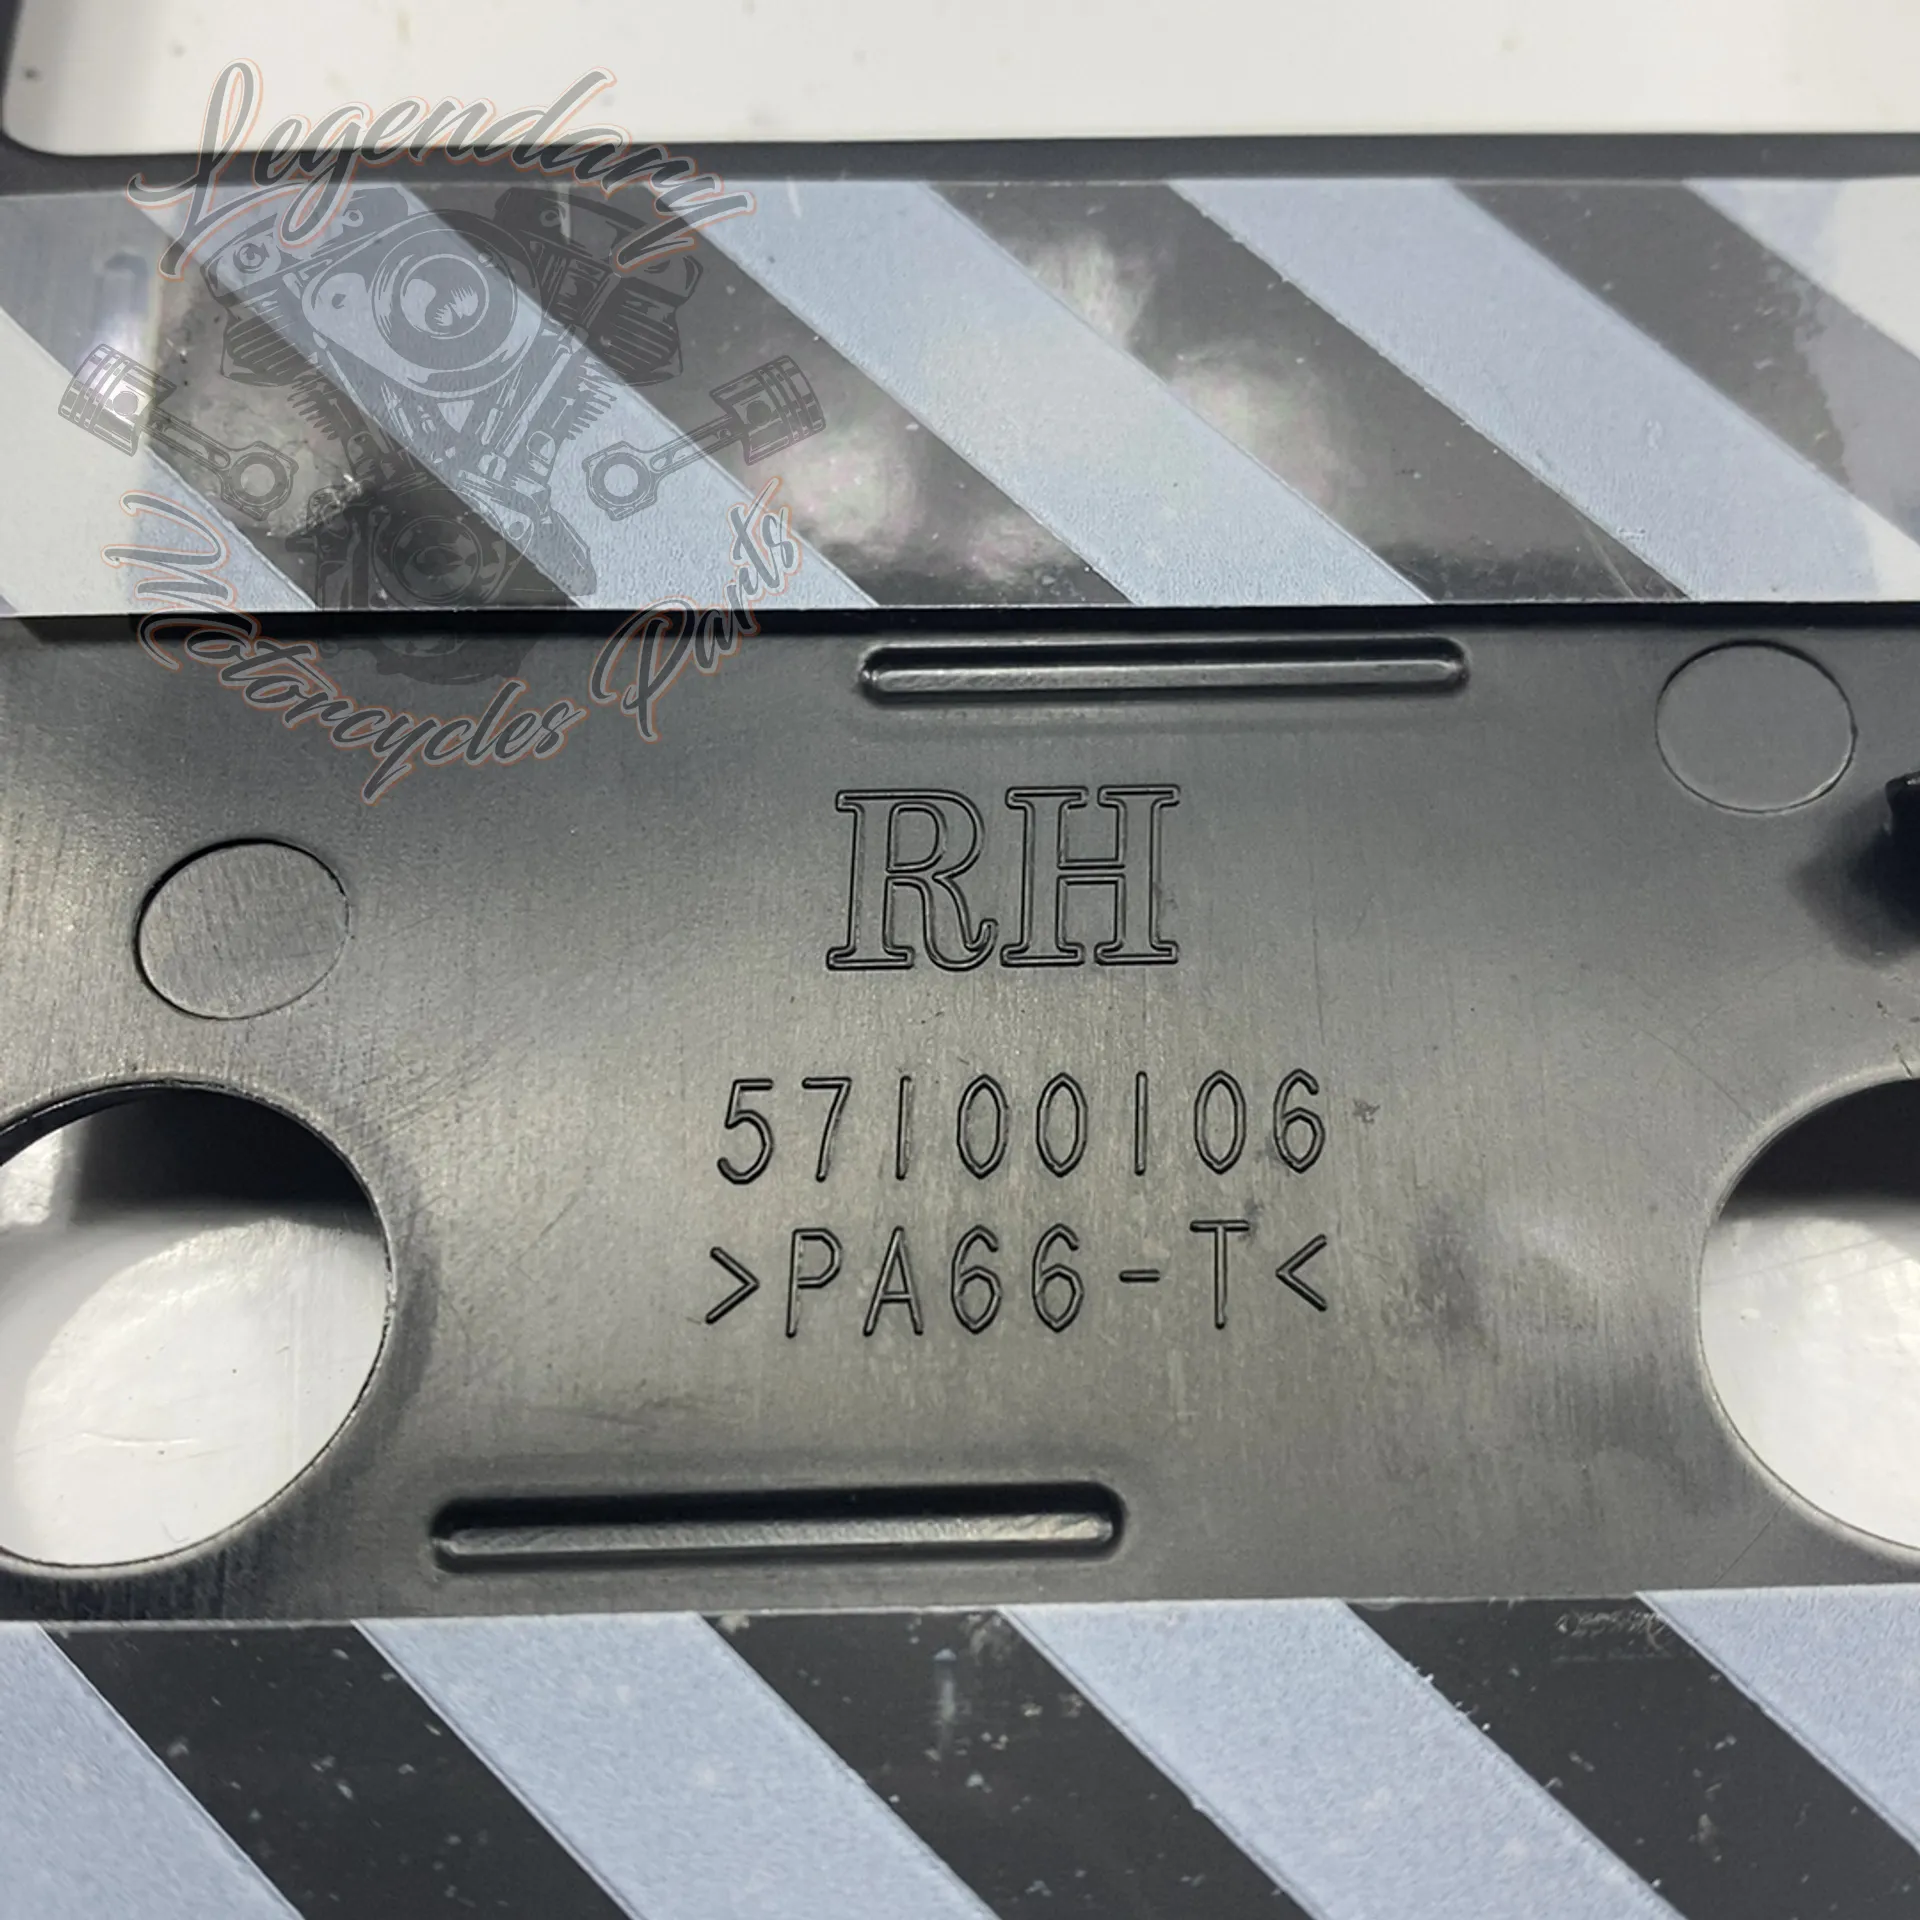 Legendary
Motorcycles Parts
RH
57100106
>PA66-T<